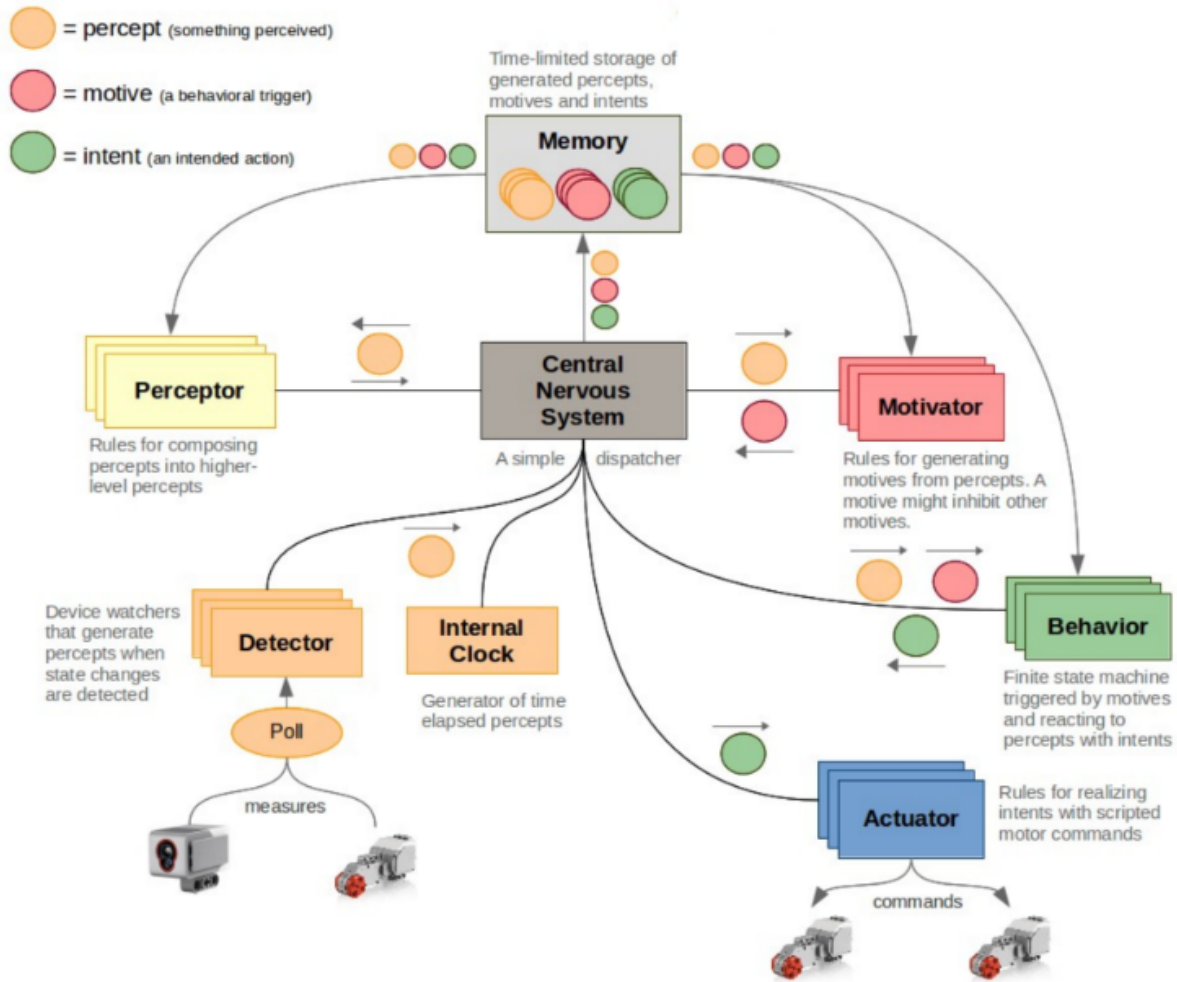 = percept (something perceived)
= motive (a behavioral trigger)
= intent (an intended action)
Time-limited storage of
generated percepts,
motives and intents
Memory
Perceptor
Rules for composing
percepts into higher-
level percepts
Central
Nervous
System
A simple dispatcher
Motivator
Rules for generating
motives from percepts. A
motive might inhibit other
motives.
Device watchers
that generate
percepts when
state changes
are detected
Detector
Internal
Clock
Generator of time
elapsed percepts
Behavior
Finite state machine
triggered by motives
and reacting to
percepts with intents
Poll
measures
Actuator
Rules for realizing
intents with scripted
motor commands
commands